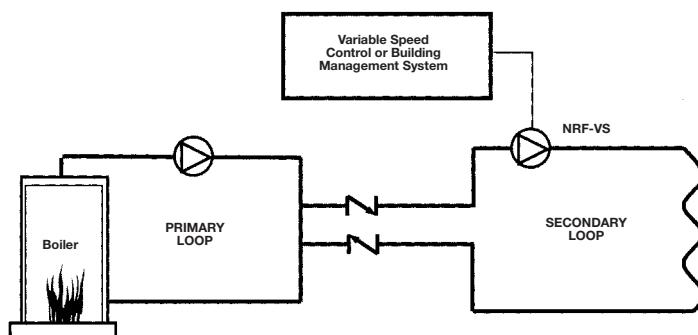 Variable Speed
Control or Building
Management System
NRF-VS
PRIMARY
LOOP
SECONDARY
LOOP
Boiler